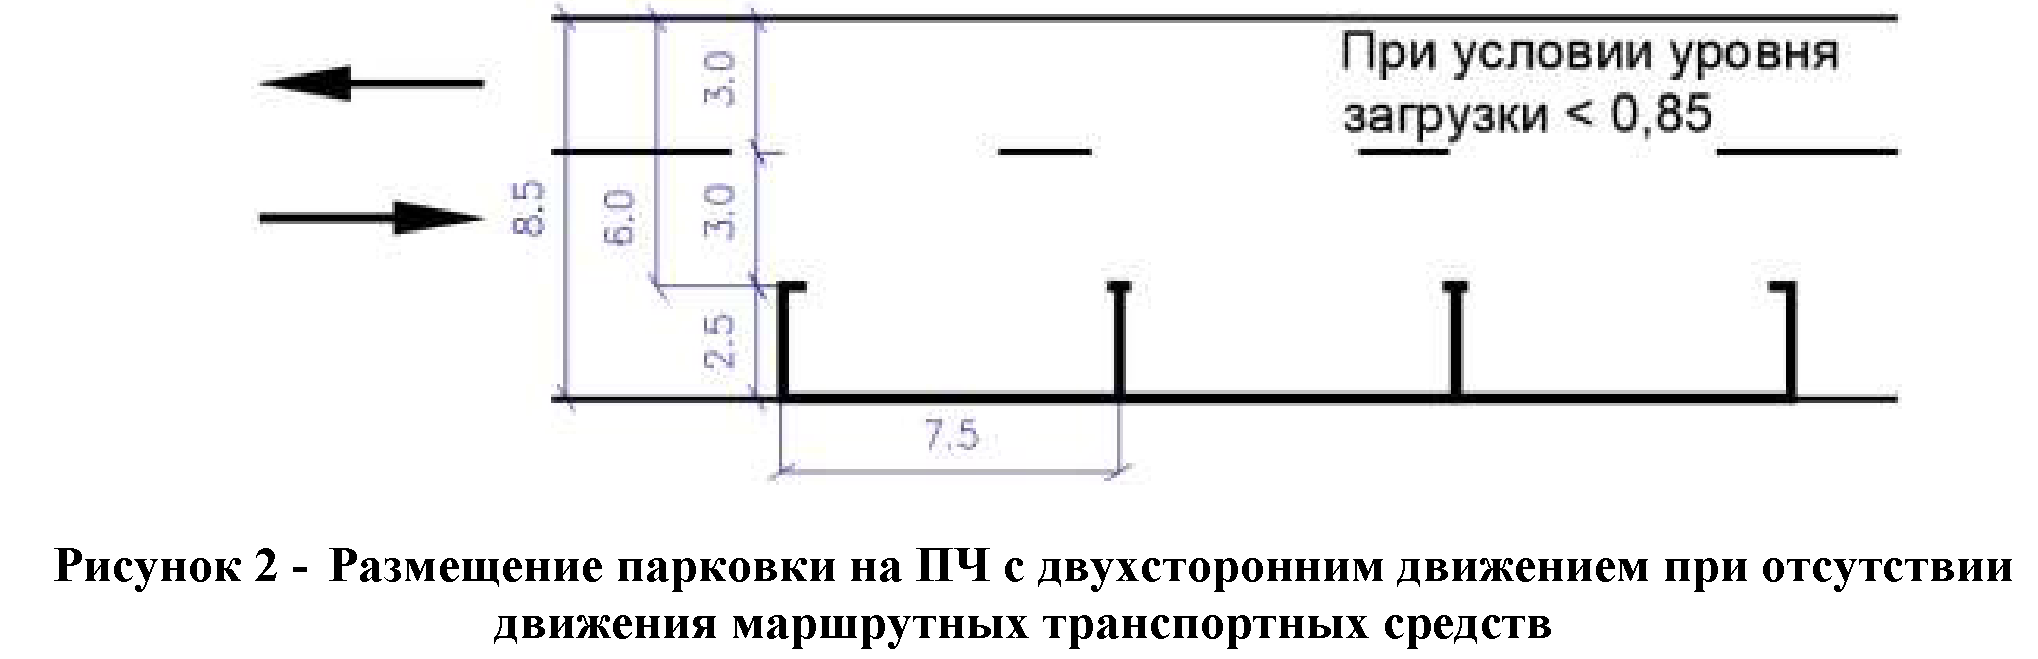 При условии уровня
загрузки < 0,85
3.0
8.5
6.0
3.0
2.5
7.5
Рисунок 2 - Размещение парковки на ПЧ с двухсторонним движением при отсутствии
движения маршрутных транспортных средств